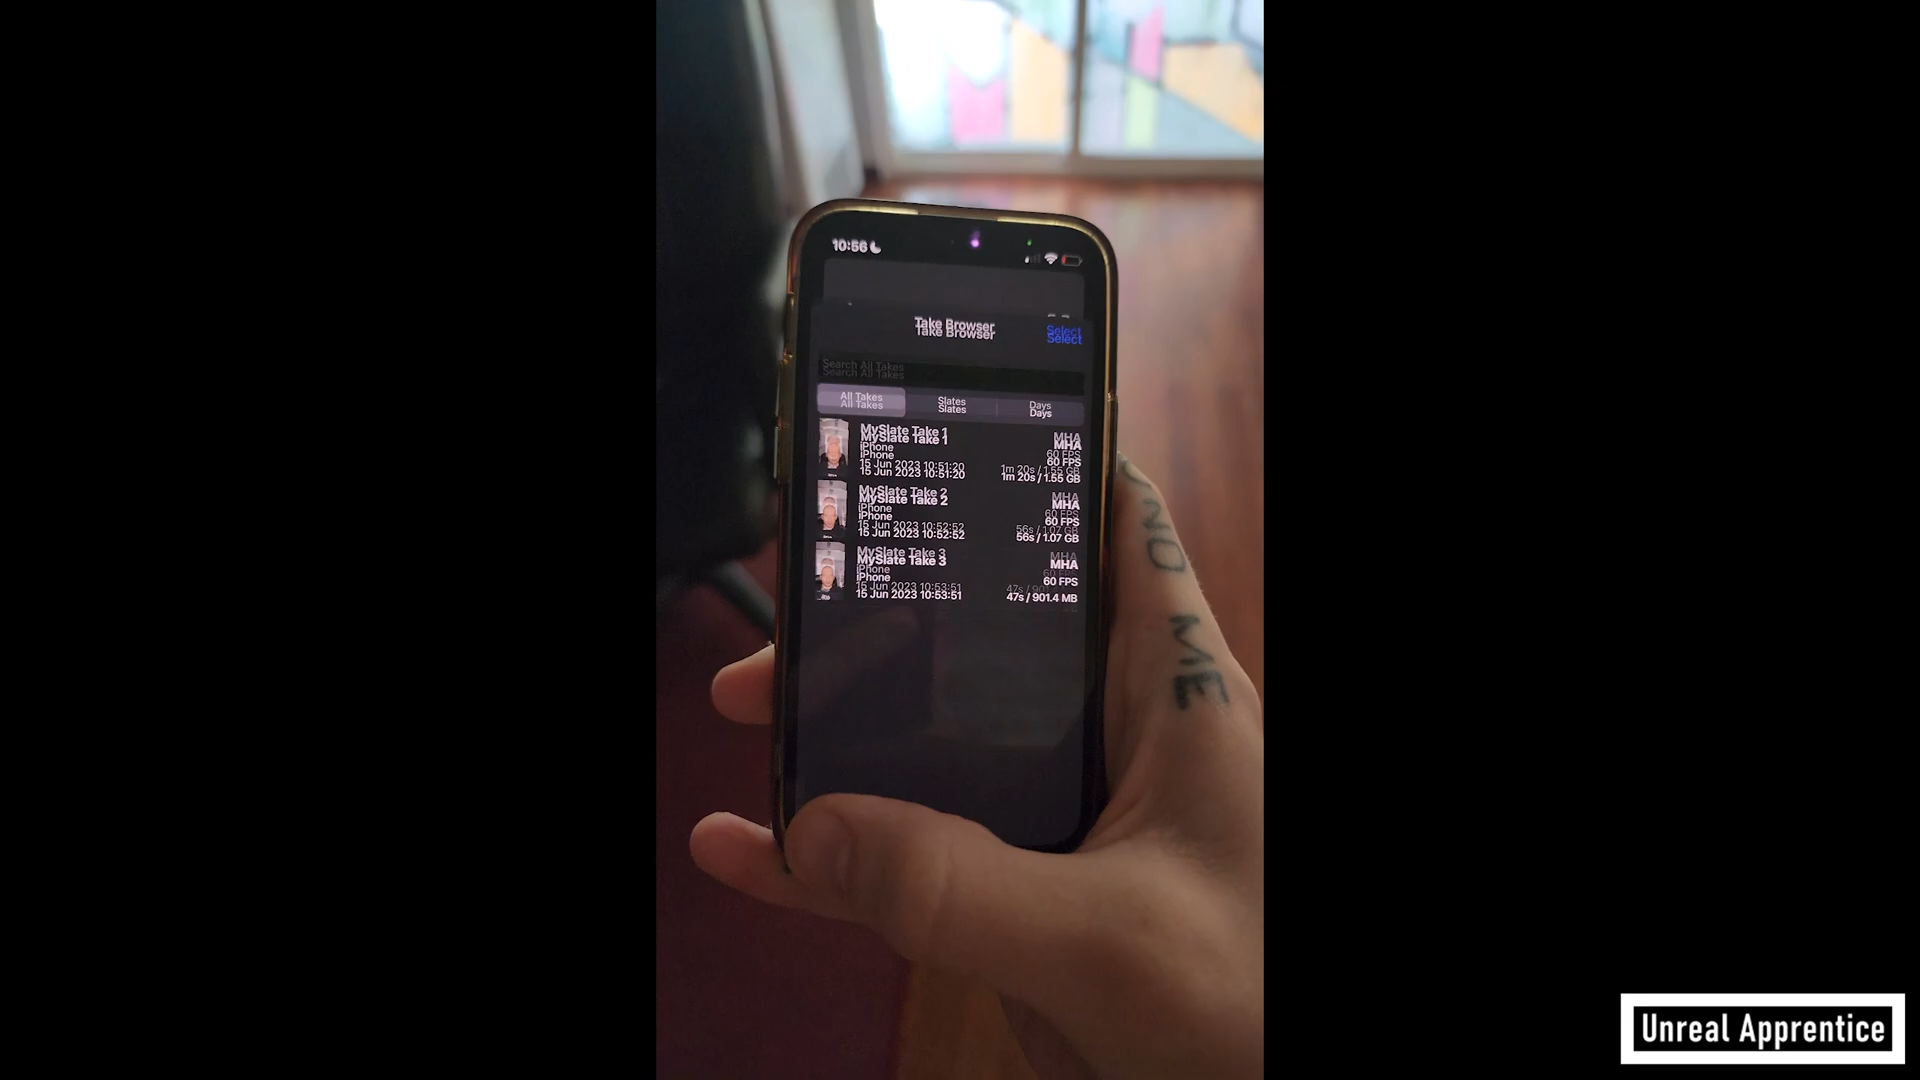 10:56
Take Browser
Select
Search All Takes
All Takes Slates Days
MySlate Take 1 MHA
iPhone 60 FPS
15 Jun 2023 10:51:20 1m 20s / 1.55 GB
MySlate Take 2 MHA
iPhone 60 FPS
15 Jun 2023 10:52:52 56s / 1.07 GB
MySlate Take 3 MHA
iPhone 60 FPS
15 Jun 2023 10:53:51 47s / 901.4 MB
NO ME
Unreal Apprentice